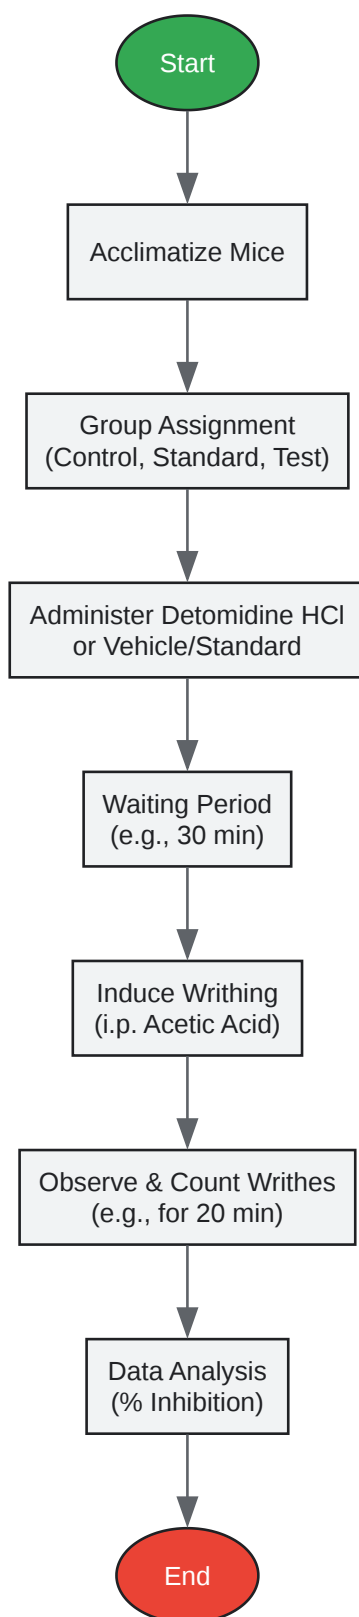 Start
Acclimatize Mice
Group Assignment
(Control, Standard, Test)
Administer Detomidine HCl
or Vehicle/Standard
Waiting Period
(e.g., 30 min)
Induce Writhing
(i.p. Acetic Acid)
Observe & Count Writhes
(e.g., for 20 min)
Data Analysis
(% Inhibition)
End